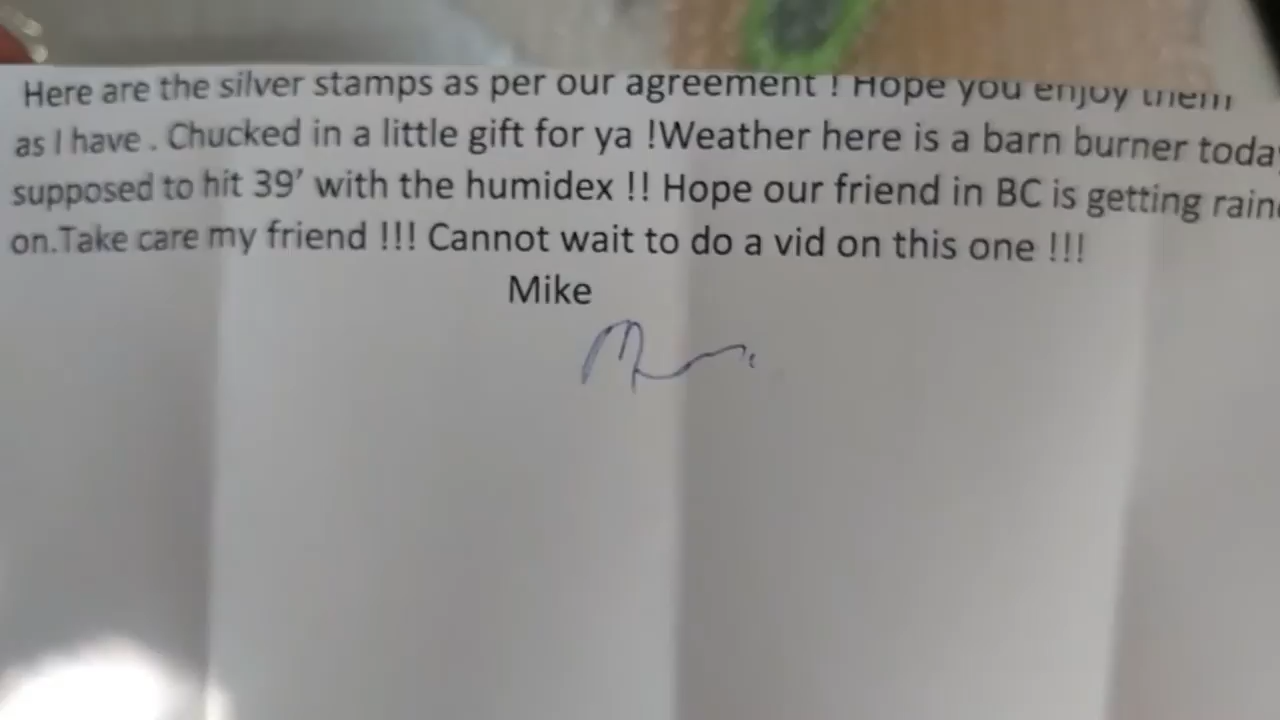 Here are the silver stamps as per our agreement ! Hope you enjoy them
as I have . Chucked in a little gift for ya !Weather here is a barn burner toda
supposed to hit 39’ with the humidex !! Hope our friend in BC is getting rain
on.Take care my friend !!! Cannot wait to do a vid on this one !!!
Mike